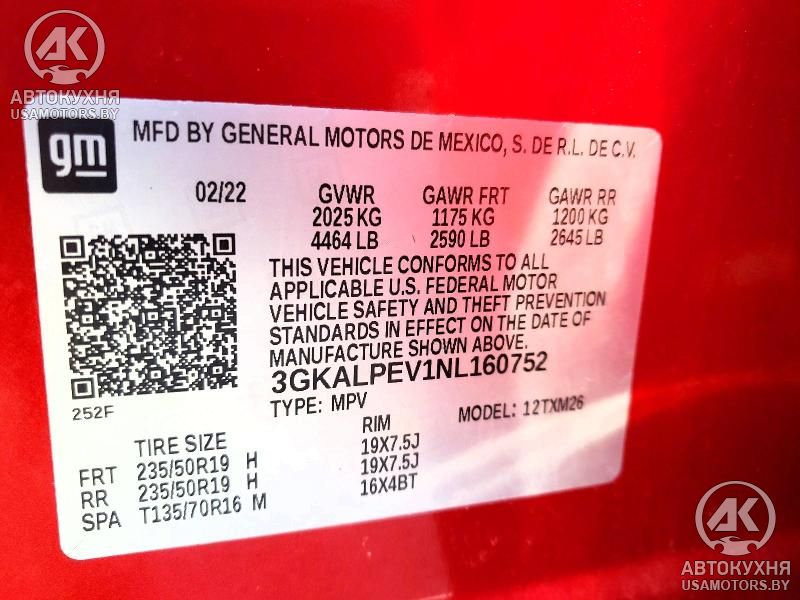 AK
АВТОКУХНЯ
USAMOTORS.BY
gm
MFD BY GENERAL MOTORS DE MEXICO, S. DE R.L. DE C.V.
02/22 GVWR GAWR FRT GAWR RR
2025 KG 1175 KG 1200 KG
4464 LB 2590 LB 2645 LB
THIS VEHICLE CONFORMS TO ALL
APPLICABLE U.S. FEDERAL MOTOR
VEHICLE SAFETY AND THEFT PREVENTION
STANDARDS IN EFFECT ON THE DATE OF
MANUFACTURE SHOWN ABOVE.
3GKALPEV1NL160752
252F
TYPE: MPV MODEL: 12TXM26
TIRE SIZE RIM
FRT 235/50R19 H 19X7.5J
RR 235/50R19 H 19X7.5J
SPA T135/70R16 M 16X4BT
AK
АВТОКУХНЯ
USAMOTORS.BY